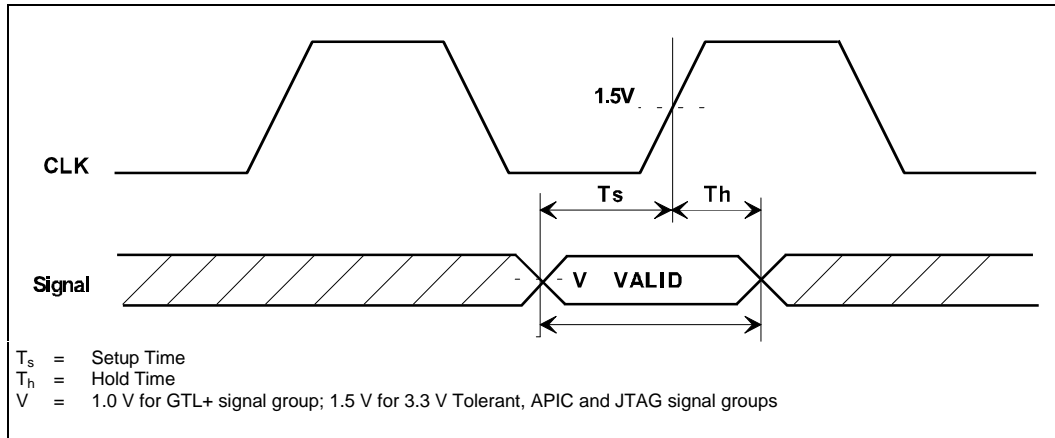 1.5V
CLK
Ts Th
Signal
V VALID
Ts = Setup Time
Th = Hold Time
V = 1.0 V for GTL+ signal group; 1.5 V for 3.3 V Tolerant, APIC and JTAG signal groups